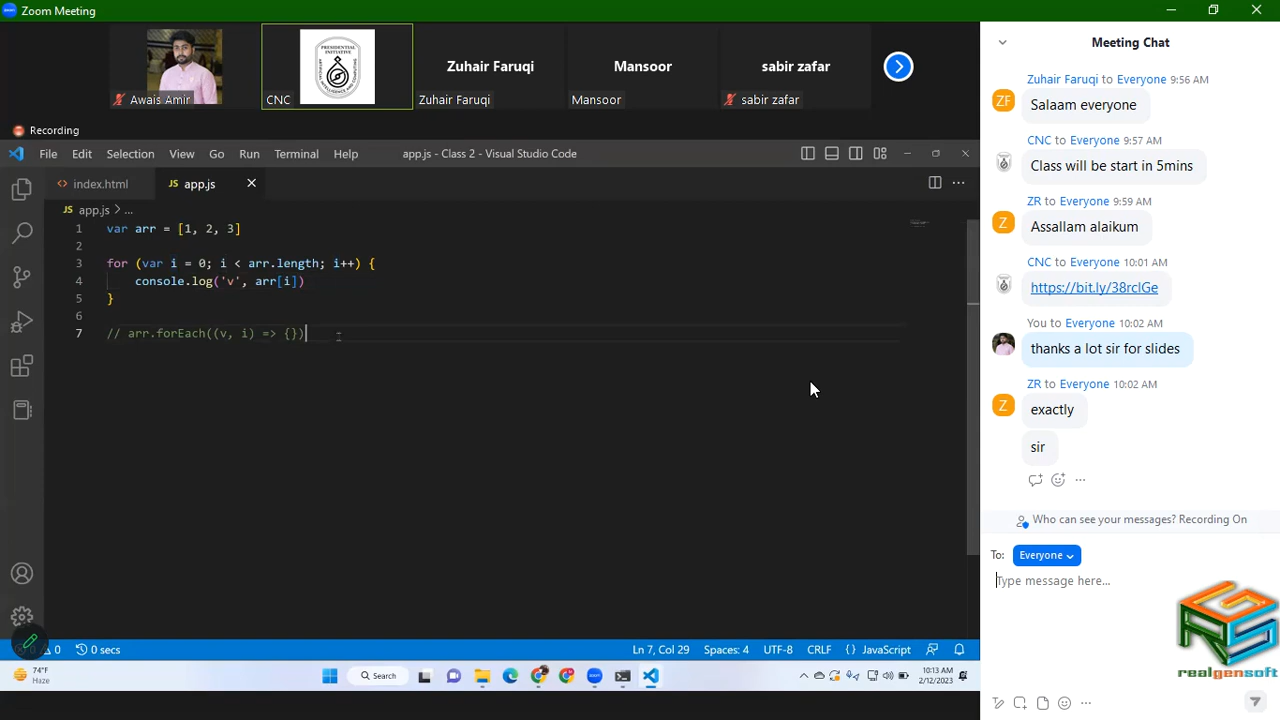 Zoom Meeting
Awais Amir
PRESIDENTIAL
INITIATIVE
CNC
Zuhair Faruqi
Zuhair Faruqi
Mansoor
Mansoor
sabir zafar
sabir zafar
Recording
File Edit Selection View Go Run Terminal Help
app.js - Class 2 - Visual Studio Code
index.html
app.js
app.js > ...
1 var arr = [1, 2, 3]
2
3 for (var i = 0; i < arr.length; i++) {
4 console.log('v', arr[i])
5 }
6
7 // arr.forEach((v, i) => {})
0 0 0 secs
Ln 7, Col 29 Spaces: 4 UTF-8 CRLF {} JavaScript
74°F
Haze
Search
10:13 AM
2/12/2023
Meeting Chat
Zuhair Faruqi to Everyone 9:56 AM
ZF
Salaam everyone
CNC to Everyone 9:57 AM
Class will be start in 5mins
ZR to Everyone 9:59 AM
Z
Assallam alaikum
CNC to Everyone 10:01 AM
https://bit.ly/38rclGe
You to Everyone 10:02 AM
thanks a lot sir for slides
ZR to Everyone 10:02 AM
Z
exactly
sir
Who can see your messages? Recording On
To: Everyone
Type message here...
realgensoft